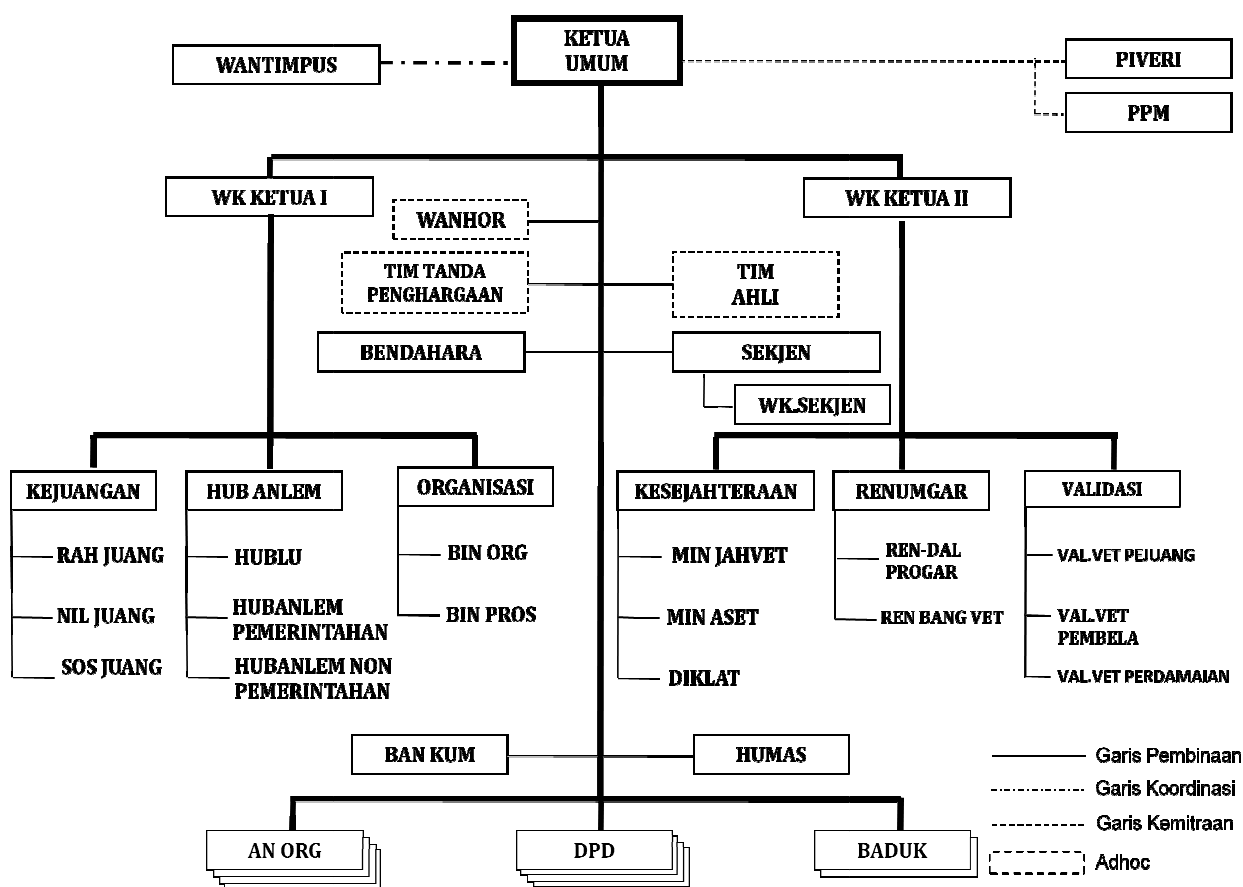 KETUA
UMUM
WANTIMPUS
PIVERI
PPM
WK KETUA I
WK KETUA II
WANHOR
TIM TANDA
PENGHARGAAN
TIM
AHLI
BENDAHARA
SEKJEN
WK.SEKJEN
KEJUANGAN
RAH JUANG
NIL JUANG
SOS JUANG
HUB ANLEM
HUBLU
HUBANLEM
PEMERINTAHAN
HUBANLEM NON
PEMERINTAHAN
ORGANISASI
BIN ORG
BIN PROS
KESEJAHTERAAN
MIN JAHVET
MIN ASET
DIKLAT
RENUMGAR
REN-DAL
PROGAR
REN BANG VET
VALIDASI
VAL.VET PEJUANG
VAL.VET
PEMBELA
VAL.VET PERDAMAIAN
BAN KUM
HUMAS
AN ORG
DPD
BADUK
Garis Pembinaan
Garis Koordinasi
Garis Kemitraan
Adhoc